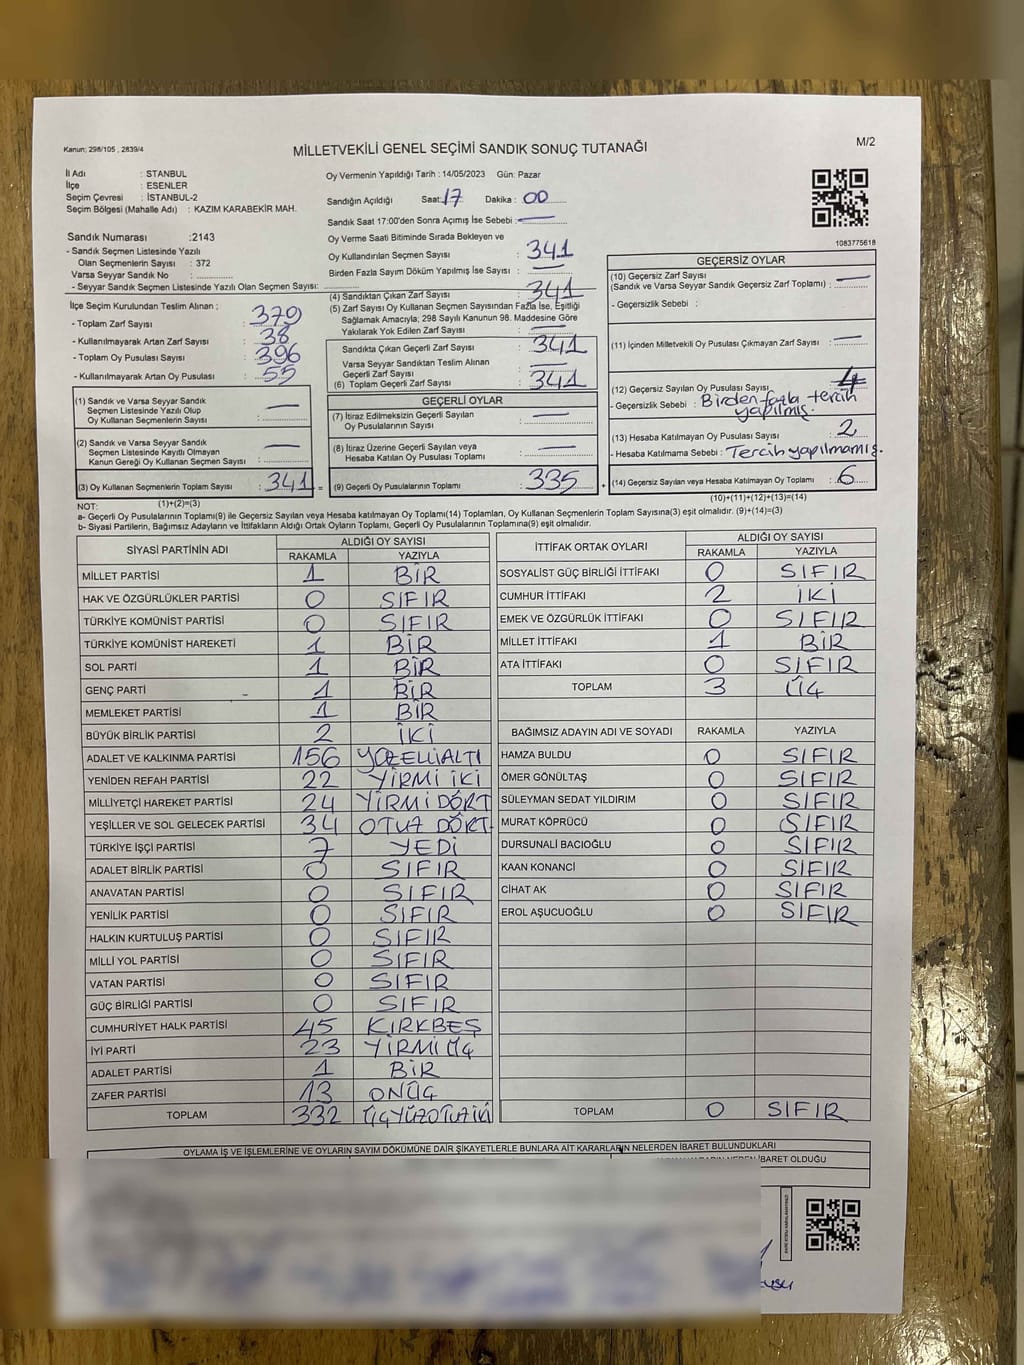 Kanun; 298/105 , 2839/4
MİLLETVEKİLİ GENEL SEÇİMİ SANDIK SONUÇ TUTANAĞI
M/2
İl Adı : STANBUL
İlçe : ESENLER
Seçim Çevresi : İSTANBUL-2
Seçim Bölgesi (Mahalle Adı) : KAZIM KARABEKİR MAH.
Sandık Numarası :2143
- Sandık Seçmen Listesinde Yazılı
Olan Seçmenlerin Sayısı : 372
Varsa Seyyar Sandık No :
- Seyyar Sandık Seçmen Listesinde Yazılı Olan Seçmen Sayısı:
Oy Vermenin Yapıldığı Tarih : 14/05/2023 Gün: Pazar
Sandığın Açıldığı Saat: 17 Dakika : 00
Sandık Saat 17:00'den Sonra Açımış İse Sebebi : —
Oy Verme Saati Bitiminde Sırada Bekleyen ve
Oy Kullandırılan Seçmen Sayısı : 341
Birden Fazla Sayım Döküm Yapılmış İse Sayısı : —
1083775618
İlçe Seçim Kurulundan Teslim Alınan ;
- Toplam Zarf Sayısı : 379
- Kullanılmayarak Artan Zarf Sayısı : 38
- Toplam Oy Pusulası Sayısı : 396
- Kullanılmayarak Artan Oy Pusulası : 55
(4) Sandıktan Çıkan Zarf Sayısı : 341
(5) Zarf Sayısı Oy Kullanan Seçmen Sayısından Fazla İse, Eşitliği
Sağlamak Amacıyla; 298 Sayılı Kanunun 98. Maddesine Göre
Yakılarak Yok Edilen Zarf Sayısı : —
Sandıkta Çıkan Geçerli Zarf Sayısı : 341
Varsa Seyyar Sandıktan Teslim Alınan
Geçerli Zarf Sayısı : —
(6) Toplam Geçerli Zarf Sayısı : 341
GEÇERSİZ OYLAR
(10) Geçersiz Zarf Sayısı
(Sandık ve Varsa Seyyar Sandık Geçersiz Zarf Toplamı) : —
- Geçersizlik Sebebi :
(11) İçinden Milletvekili Oy Pusulası Çıkmayan Zarf Sayısı : —
(12) Geçersiz Sayılan Oy Pusulası Sayısı : 4
- Geçersizlik Sebebi : Birden fazla tercih
yapılmış.
(13) Hesaba Katılmayan Oy Pusulası Sayısı : 2
- Hesaba Katılmama Sebebi : Tercih yapılmamış.
(14) Geçersiz Sayılan veya Hesaba Katılmayan Oy Toplamı : 6
(10)+(11)+(12)+(13)=(14)
(1) Sandık ve Varsa Seyyar Sandık
Seçmen Listesinde Yazılı Olup
Oy Kullanan Seçmenlerin Sayısı : —
(2) Sandık ve Varsa Seyyar Sandık
Seçmen Listesinde Kayıtlı Olmayan
Kanun Gereği Oy Kullanan Seçmen Sayısı : —
(3) Oy Kullanan Seçmenlerin Toplam Sayısı : 341 =
(1)+(2)=(3)
GEÇERLİ OYLAR
(7) İtiraz Edilmeksizin Geçerli Sayılan
Oy Pusulalarının Sayısı : —
(8) İtiraz Üzerine Geçerli Sayılan veya
Hesaba Katılan Oy Pusulası Toplamı : —
(9) Geçerli Oy Pusulalarının Toplamı : 335
NOT:
a- Geçerli Oy Pusulalarının Toplamı(9) ile Geçersiz Sayılan veya Hesaba katılmayan Oy Toplamı(14) Toplamları, Oy Kullanan Seçmenlerin Toplam Sayısına(3) eşit olmalıdır. (9)+(14)=(3)
b- Siyasi Partilerin, Bağımsız Adayların ve İttifakların Aldığı Ortak Oyların Toplamı, Geçerli Oy Pusulalarının Toplamına(9) eşit olmalıdır.
SİYASİ PARTİNİN ADI ALDIĞI OY SAYISI
RAKAMLA YAZIYLA
MİLLET PARTİSİ 1 BİR
HAK VE ÖZGÜRLÜKLER PARTİSİ 0 SIFIR
TÜRKİYE KOMÜNİST PARTİSİ 0 SIFIR
TÜRKİYE KOMÜNİST HAREKETİ 1 BİR
SOL PARTİ 1 BİR
GENÇ PARTİ 1 BİR
MEMLEKET PARTİSİ 1 BİR
BÜYÜK BİRLİK PARTİSİ 2 İKİ
ADALET VE KALKINMA PARTİSİ 156 YÜZELLİALTI
YENİDEN REFAH PARTİSİ 22 YİRMİ İKİ
MİLLİYETÇİ HAREKET PARTİSİ 24 YİRMİ DÖRT
YEŞİLLER VE SOL GELECEK PARTİSİ 34 OTUZ DÖRT
TÜRKİYE İŞÇİ PARTİSİ 7 YEDİ
ADALET BİRLİK PARTİSİ 0 SIFIR
ANAVATAN PARTİSİ 0 SIFIR
YENİLİK PARTİSİ 0 SIFIR
HALKIN KURTULUŞ PARTİSİ 0 SIFIR
MİLLİ YOL PARTİSİ 0 SIFIR
VATAN PARTİSİ 0 SIFIR
GÜÇ BİRLİĞİ PARTİSİ 0 SIFIR
CUMHURİYET HALK PARTİSİ 45 KIRKBEŞ
İYİ PARTİ 23 YİRMİ ÜÇ
ADALET PARTİSİ 1 BİR
ZAFER PARTİSİ 13 ONÜÇ
TOPLAM 332 ÜÇYÜZOTUZİKİ
İTTİFAK ORTAK OYLARI ALDIĞI OY SAYISI
RAKAMLA YAZIYLA
SOSYALİST GÜÇ BİRLİĞİ İTTİFAKI 0 SIFIR
CUMHUR İTTİFAKI 2 İKİ
EMEK VE ÖZGÜRLÜK İTTİFAKI 0 SIFIR
MİLLET İTTİFAKI 1 BİR
ATA İTTİFAKI 0 SIFIR
TOPLAM 3 ÜÇ
BAĞIMSIZ ADAYIN ADI VE SOYADI RAKAMLA YAZIYLA
HAMZA BULDU 0 SIFIR
ÖMER GÖNÜLTAŞ 0 SIFIR
SÜLEYMAN SEDAT YILDIRIM 0 SIFIR
MURAT KÖPRÜCÜ 0 SIFIR
DURSUNALİ BACIOĞLU 0 SIFIR
KAAN KONANCİ 0 SIFIR
CİHAT AK 0 SIFIR
EROL AŞUCUOĞLU 0 SIFIR
TOPLAM 0 SIFIR
OYLAMA İŞ VE İŞLEMLERİNE VE OYLARIN SAYIM DÖKÜMÜNE DAİR ŞİKAYETLERLE BUNLARA AİT KARARLARIN NELERDEN İBARET BULUNDUKLARI
İBARET OLDUĞU